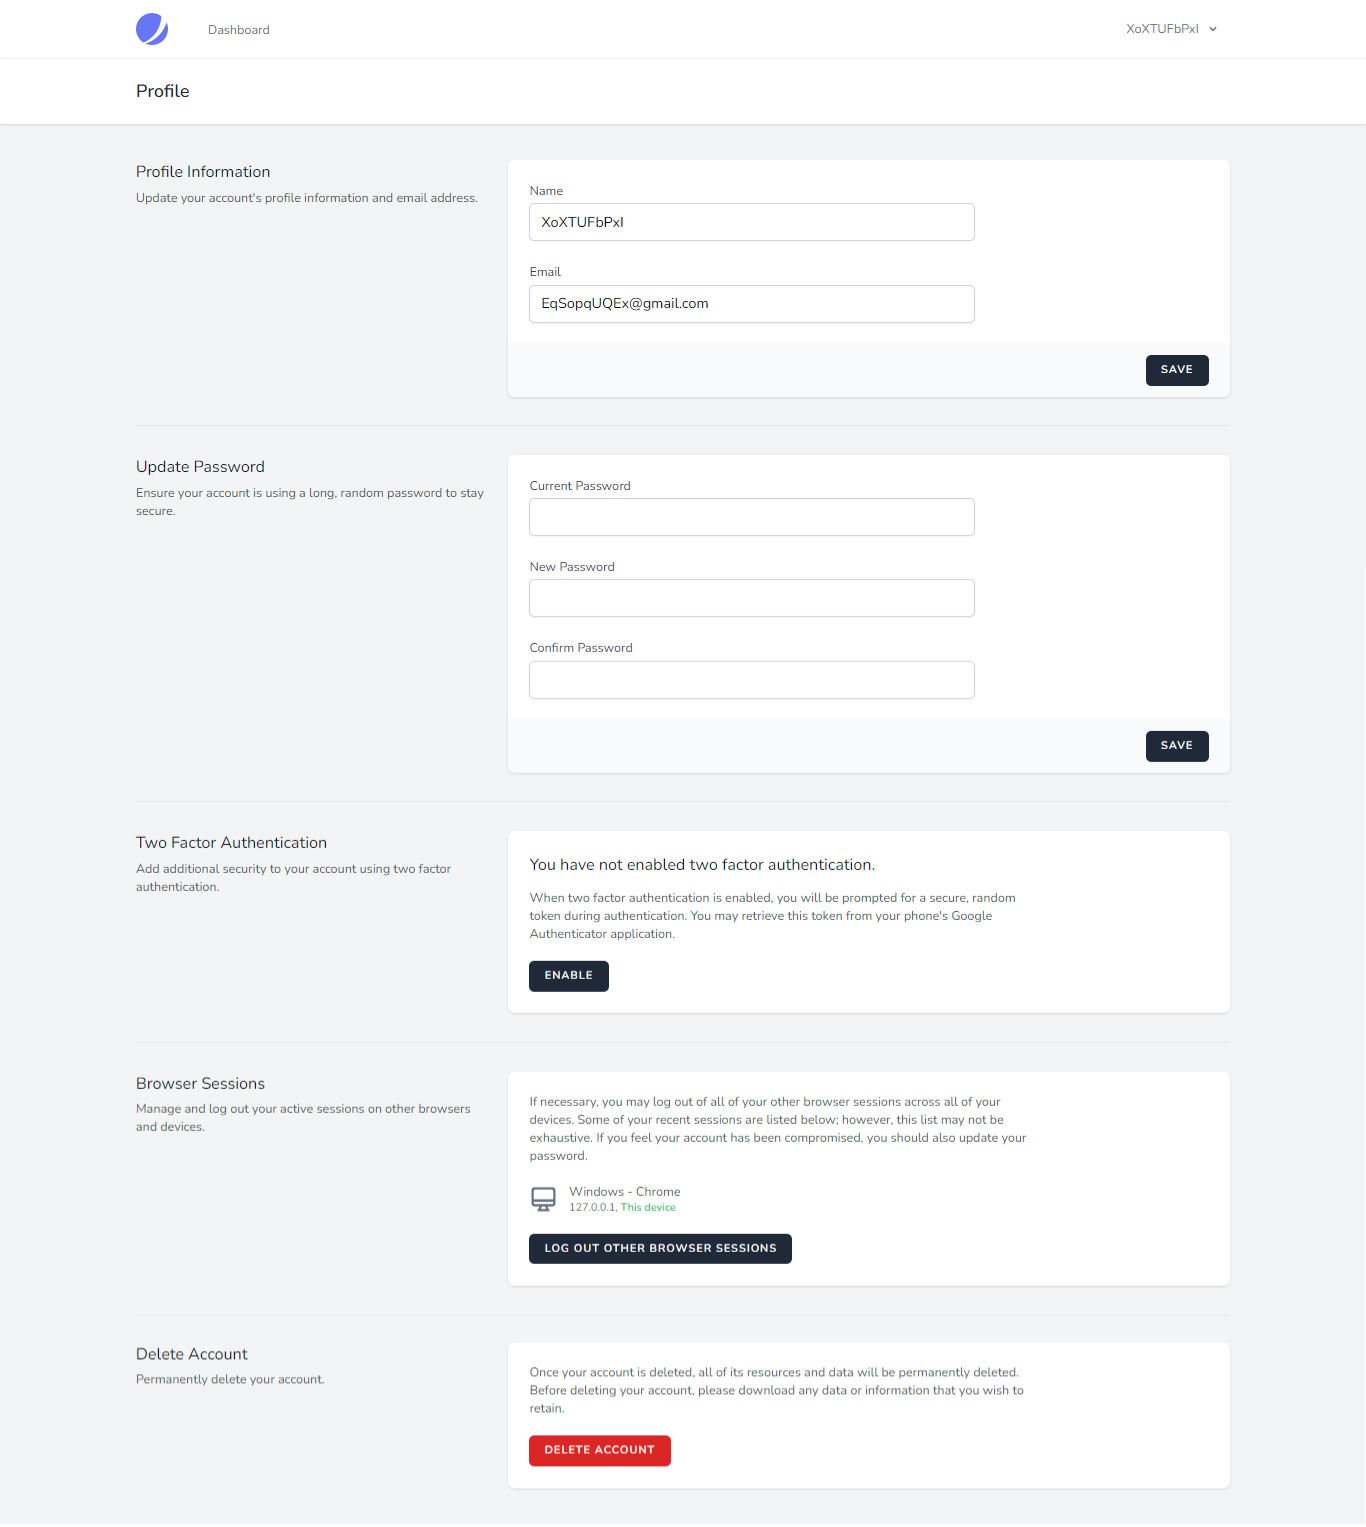 Dashboard
XoXTUFbPxI
Profile
Profile Information
Update your account's profile information and email address.
Name
XoXTUFbPxI
Email
EqSopqUQEx@gmail.com
SAVE
Update Password
Ensure your account is using a long, random password to stay
secure.
Current Password
New Password
Confirm Password
SAVE
Two Factor Authentication
Add additional security to your account using two factor
authentication.
You have not enabled two factor authentication.
When two factor authentication is enabled, you will be prompted for a secure, random
token during authentication. You may retrieve this token from your phone's Google
Authenticator application.
ENABLE
Browser Sessions
Manage and log out your active sessions on other browsers
and devices.
If necessary, you may log out of all of your other browser sessions across all of your
devices. Some of your recent sessions are listed below; however, this list may not be
exhaustive. If you feel your account has been compromised, you should also update your
password.
Windows - Chrome
127.0.0.1, This device
LOG OUT OTHER BROWSER SESSIONS
Delete Account
Permanently delete your account.
Once your account is deleted, all of its resources and data will be permanently deleted.
Before deleting your account, please download any data or information that you wish to
retain.
DELETE ACCOUNT